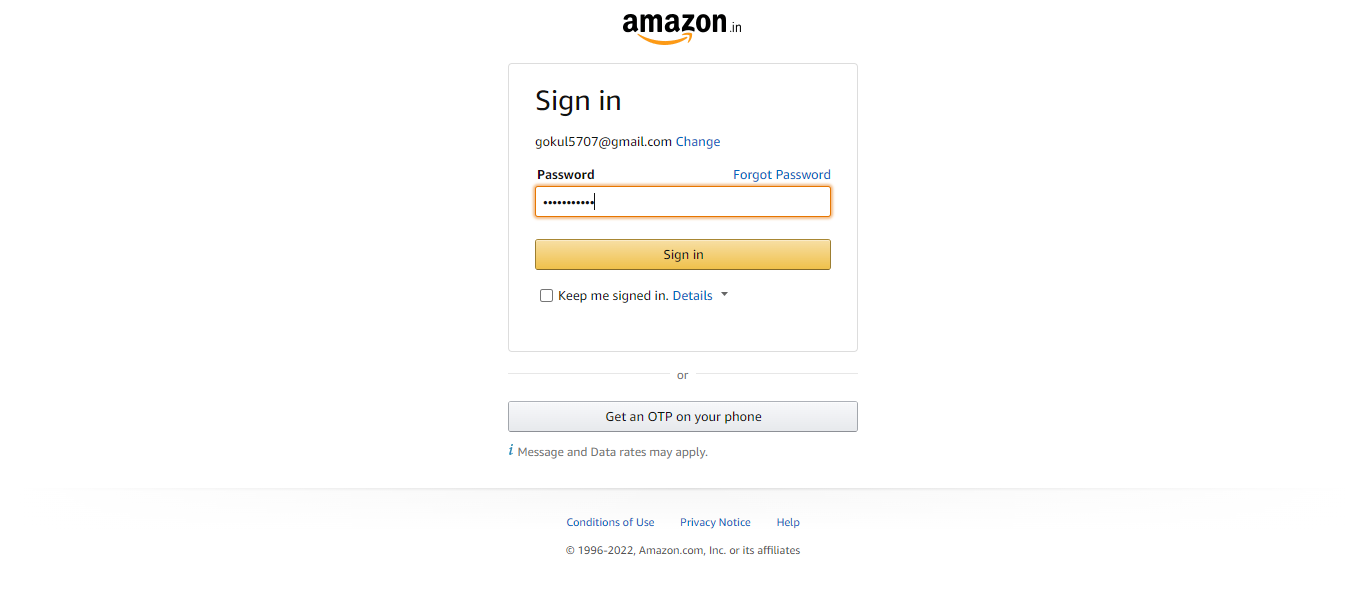 amazon.in
Sign in
gokul5707@gmail.com Change
Password Forgot Password
•••••••••••
Sign in
Keep me signed in. Details
or
Get an OTP on your phone
i Message and Data rates may apply.
Conditions of Use Privacy Notice Help
© 1996-2022, Amazon.com, Inc. or its affiliates